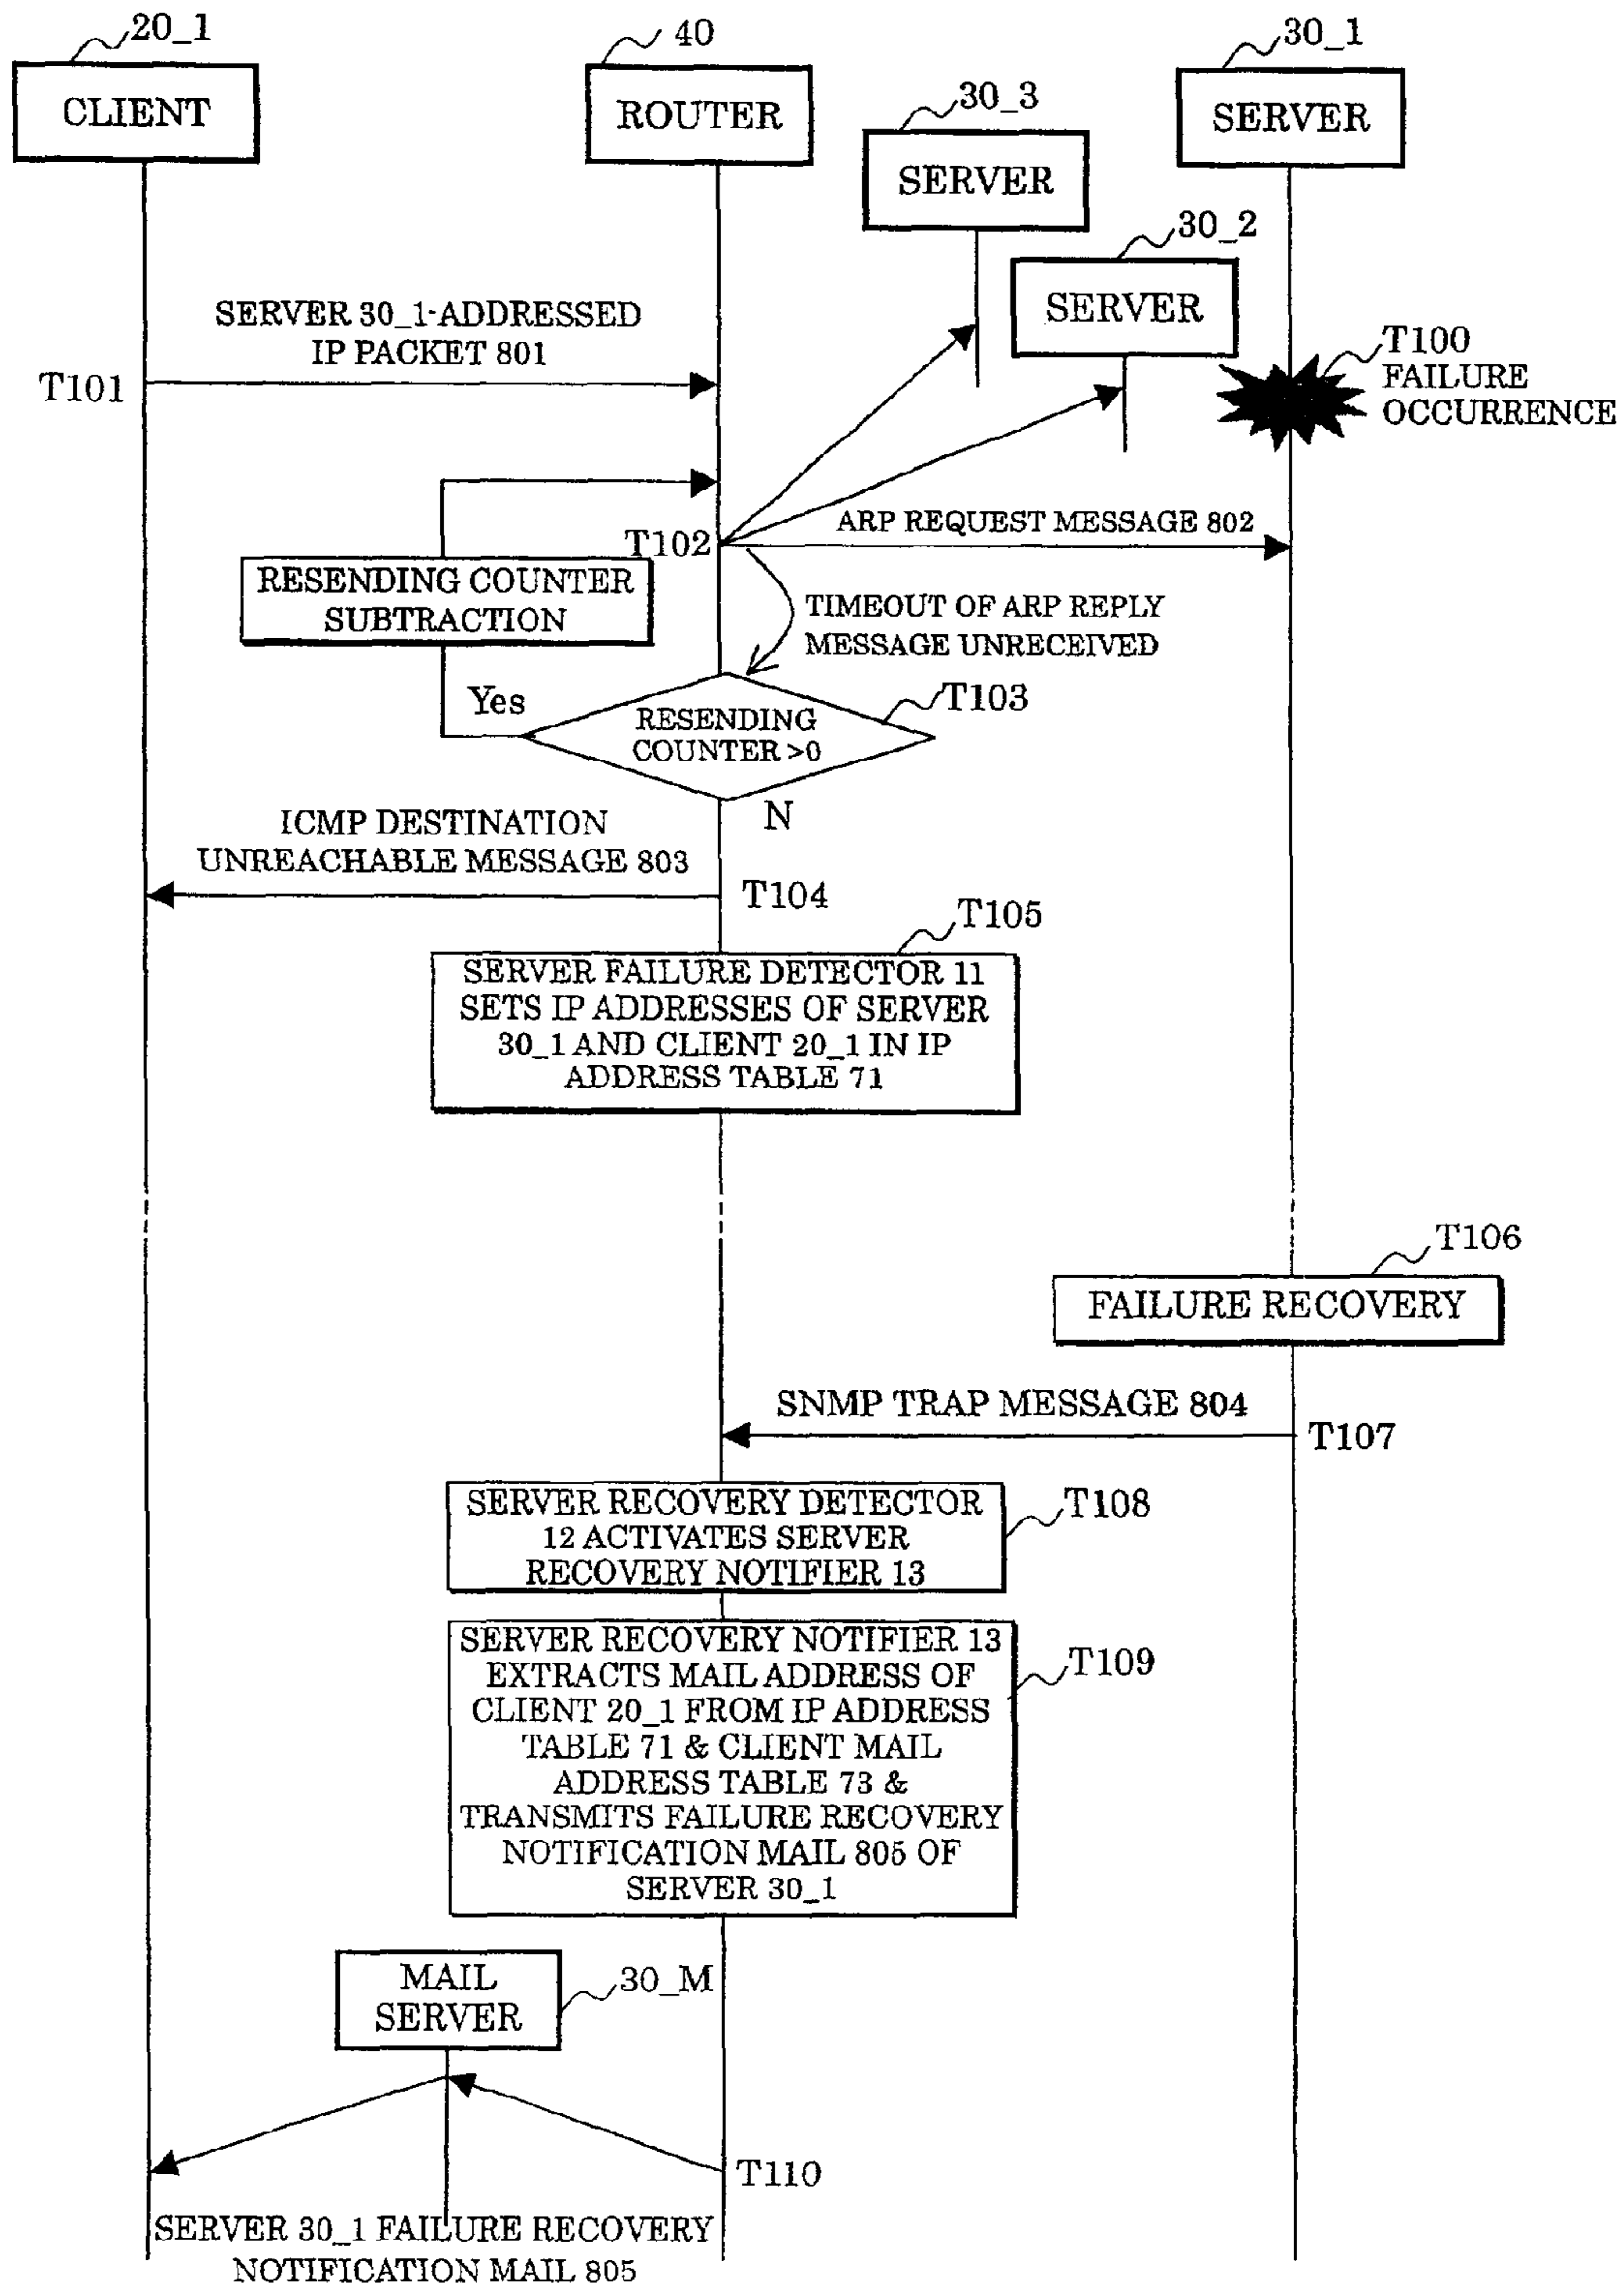 20_1
40
30_1
CLIENT
ROUTER
30_3
SERVER
SERVER
30_2
SERVER
SERVER 30_1-ADDRESSED
IP PACKET 801
T101
T100
FAILURE
OCCURRENCE
T102
ARP REQUEST MESSAGE 802
RESENDING COUNTER
SUBTRACTION
TIMEOUT OF ARP REPLY
MESSAGE UNRECEIVED
Yes
T103
RESENDING
COUNTER >0
N
ICMP DESTINATION
UNREACHABLE MESSAGE 803
T104
T105
SERVER FAILURE DETECTOR 11
SETS IP ADDRESSES OF SERVER
30_1 AND CLIENT 20_1 IN IP
ADDRESS TABLE 71
T106
FAILURE RECOVERY
SNMP TRAP MESSAGE 804
T107
SERVER RECOVERY DETECTOR
12 ACTIVATES SERVER
RECOVERY NOTIFIER 13
T108
SERVER RECOVERY NOTIFIER 13
EXTRACTS MAIL ADDRESS OF
CLIENT 20_1 FROM IP ADDRESS
TABLE 71 & CLIENT MAIL
ADDRESS TABLE 73 &
TRANSMITS FAILURE RECOVERY
NOTIFICATION MAIL 805 OF
SERVER 30_1
T109
MAIL
SERVER
30_M
T110
SERVER 30_1 FAILURE RECOVERY
NOTIFICATION MAIL 805